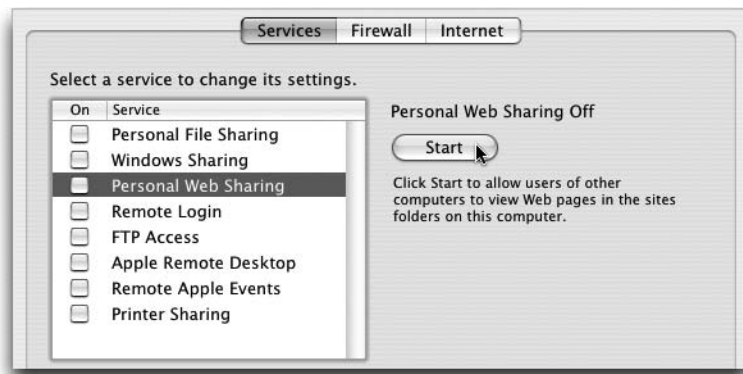 Services Firewall Internet
Select a service to change its settings.
On Service
Personal File Sharing
Windows Sharing
Personal Web Sharing
Remote Login
FTP Access
Apple Remote Desktop
Remote Apple Events
Printer Sharing
Personal Web Sharing Off
Start
Click Start to allow users of other
computers to view Web pages in the sites
folders on this computer.